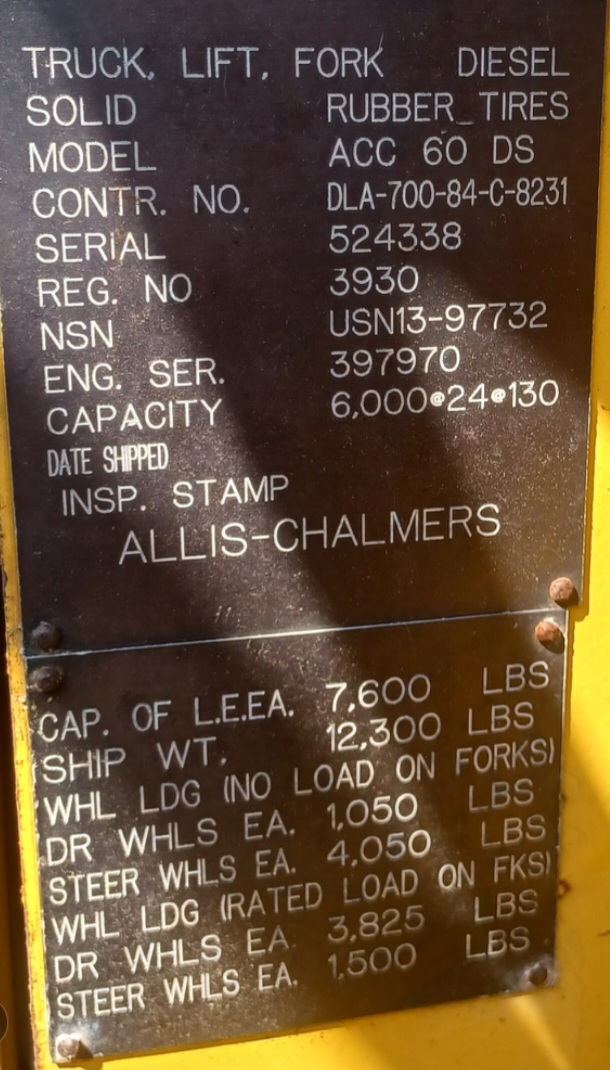 TRUCK, LIFT, FORK DIESEL
SOLID RUBBER TIRES
MODEL ACC 60 DS
CONTR. NO. DLA-700-84-C-8231
SERIAL 524338
REG. NO 3930
NSN USN13-97732
ENG. SER. 397970
CAPACITY 6,000@24@130
DATE SHIPPED
INSP. STAMP
ALLIS-CHALMERS
CAP. OF L.E.EA. 7,600 LBS
SHIP WT. 12,300 LBS
WHL LDG (NO LOAD ON FORKS)
DR WHLS EA. 1,050 LBS
STEER WHLS EA. 4,050 LBS
WHL LDG (RATED LOAD ON FKS)
DR WHLS EA. 3,825 LBS
STEER WHLS EA. 1,500 LBS